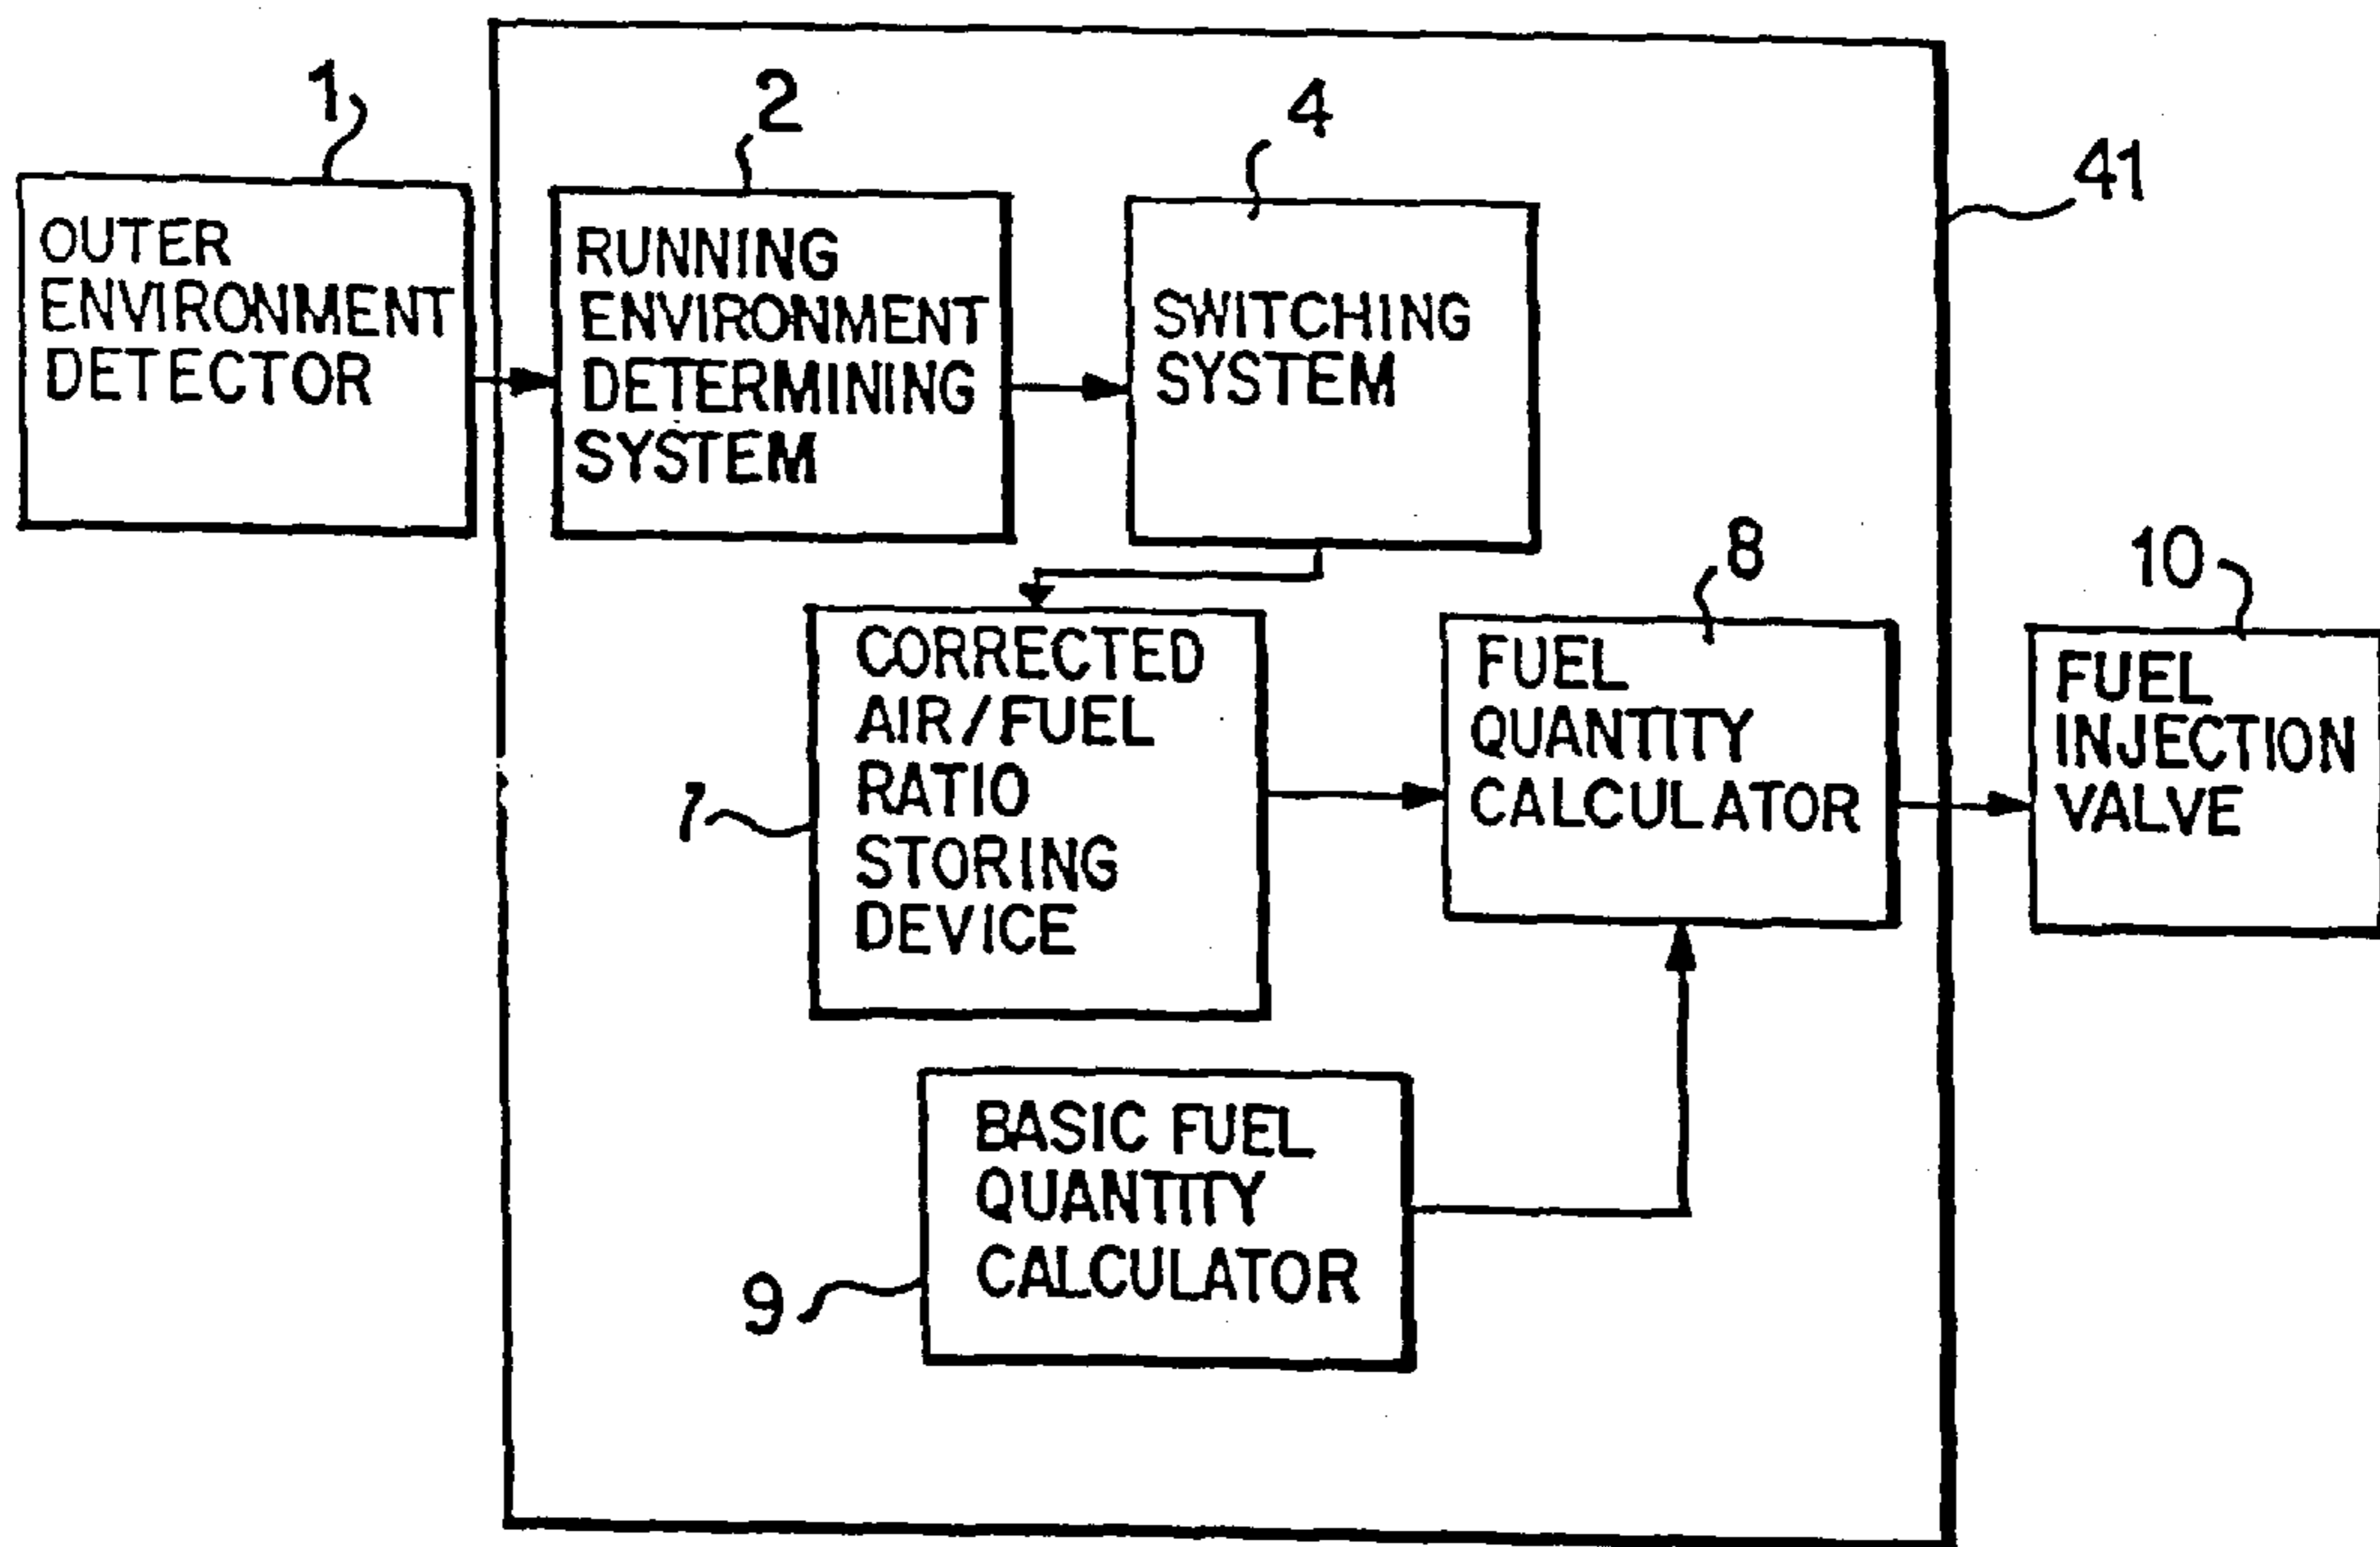 1
2
4
41
OUTER
ENVIRONMENT
DETECTOR
RUNNING
ENVIRONMENT
DETERMINING
SYSTEM
SWITCHING
SYSTEM
8
10
CORRECTED
AIR/FUEL
RATIO
STORING
DEVICE
7
FUEL
QUANTITY
CALCULATOR
FUEL
INJECTION
VALVE
BASIC FUEL
QUANTITY
CALCULATOR
9